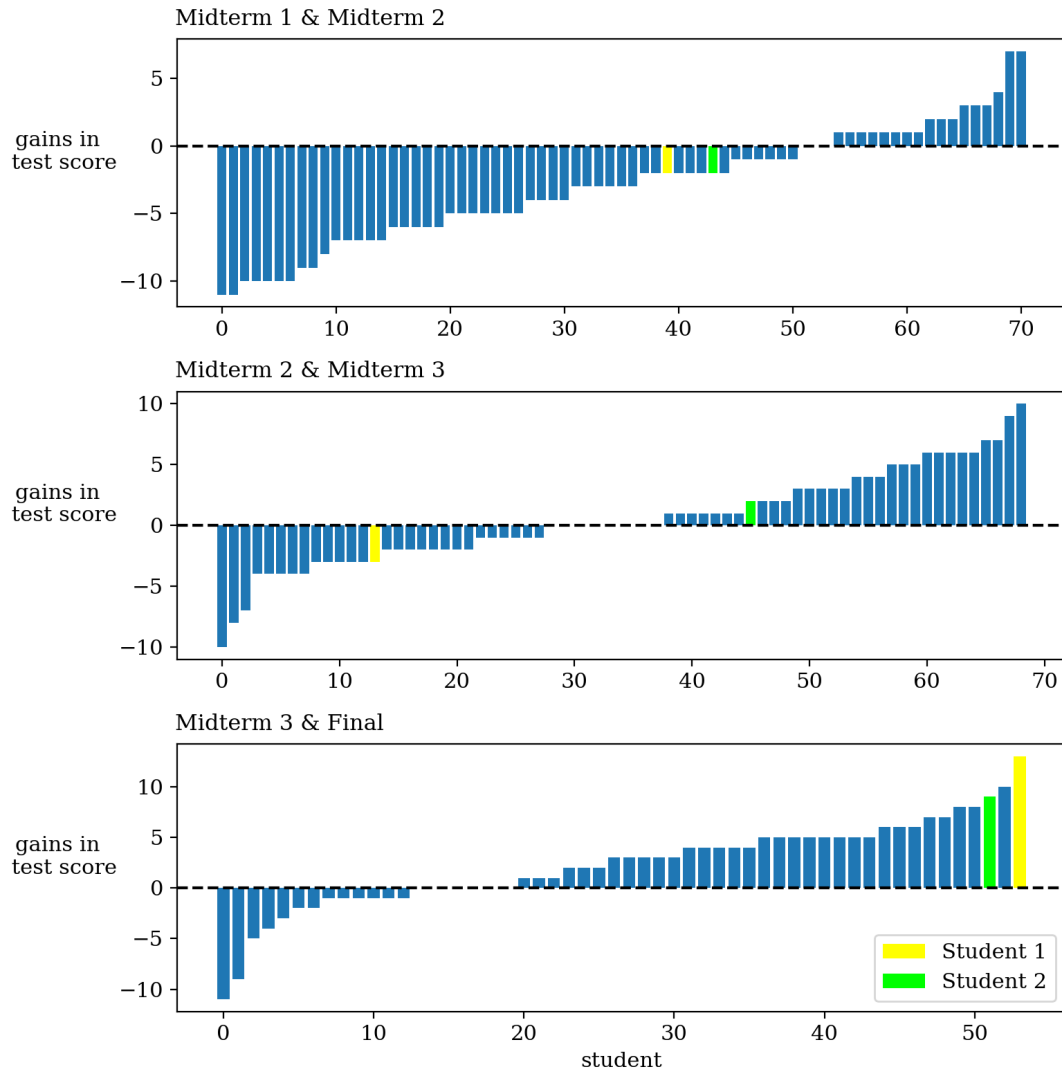 Midterm 1 & Midterm 2
gains in
test score
5
0
−5
−10
0 10 20 30 40 50 60 70
Midterm 2 & Midterm 3
gains in
test score
10
5
0
−5
−10
0 10 20 30 40 50 60 70
Midterm 3 & Final
gains in
test score
10
5
0
−5
−10
Student 1
Student 2
0 10 20 30 40 50
student